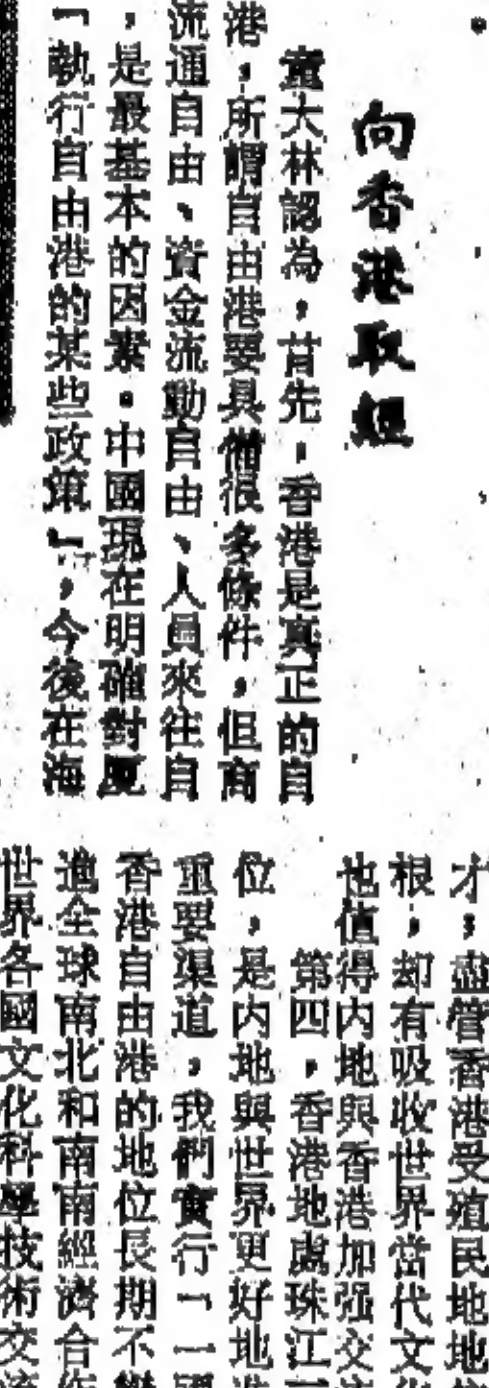 向香港取經
童大林認為，首先，香港是真正的自
港，所謂自由港要具備很多條件，但商
流通自由、資金流動自由、人員來往自
，是最基本的因素。中國現在明確對廈
「執行自由港的某些政策」，今後在海
才，盡管香港受殖民地地
根，却有吸收世界當代文
也值得內地與香港加强交
第四，香港地處珠江
位，是內地與世界更好地
重要渠道，我們實行「一國
香港自由港的地位長期不變
進全球南北和南南經濟合作
世界各國文化科學技術交流